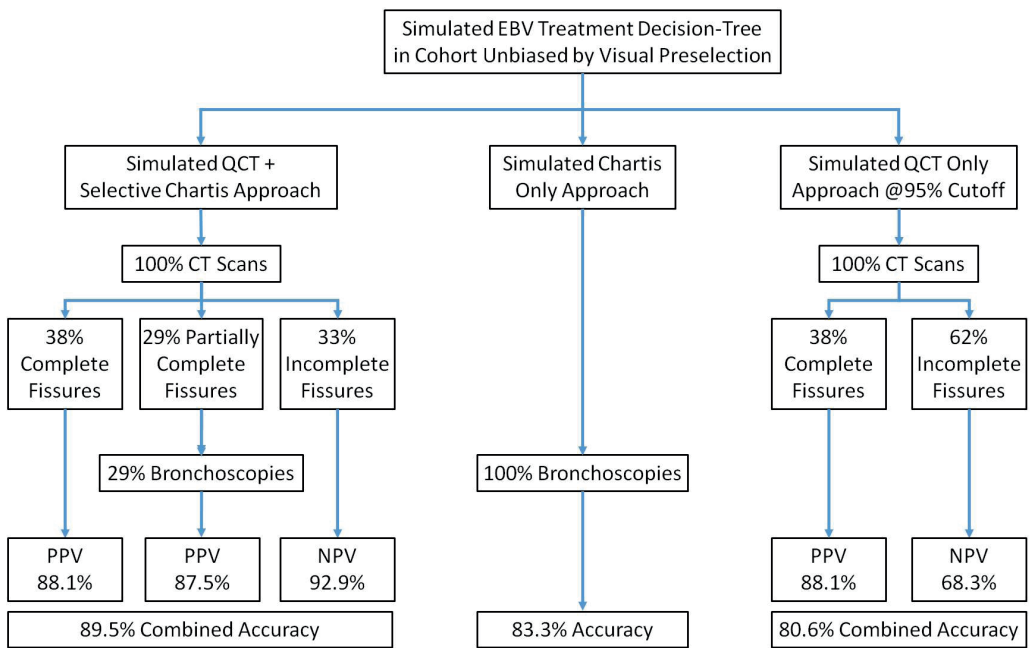 Simulated EBV Treatment Decision-Tree
in Cohort Unbiased by Visual Preselection
Simulated QCT +
Selective Chartis Approach
Simulated Chartis
Only Approach
Simulated QCT Only
Approach @95% Cutoff
100% CT Scans
100% CT Scans
38%
Complete
Fissures
29% Partially
Complete
Fissures
33%
Incomplete
Fissures
38%
Complete
Fissures
62%
Incomplete
Fissures
29% Bronchoscopies
100% Bronchoscopies
PPV
88.1%
PPV
87.5%
NPV
92.9%
PPV
88.1%
NPV
68.3%
89.5% Combined Accuracy
83.3% Accuracy
80.6% Combined Accuracy